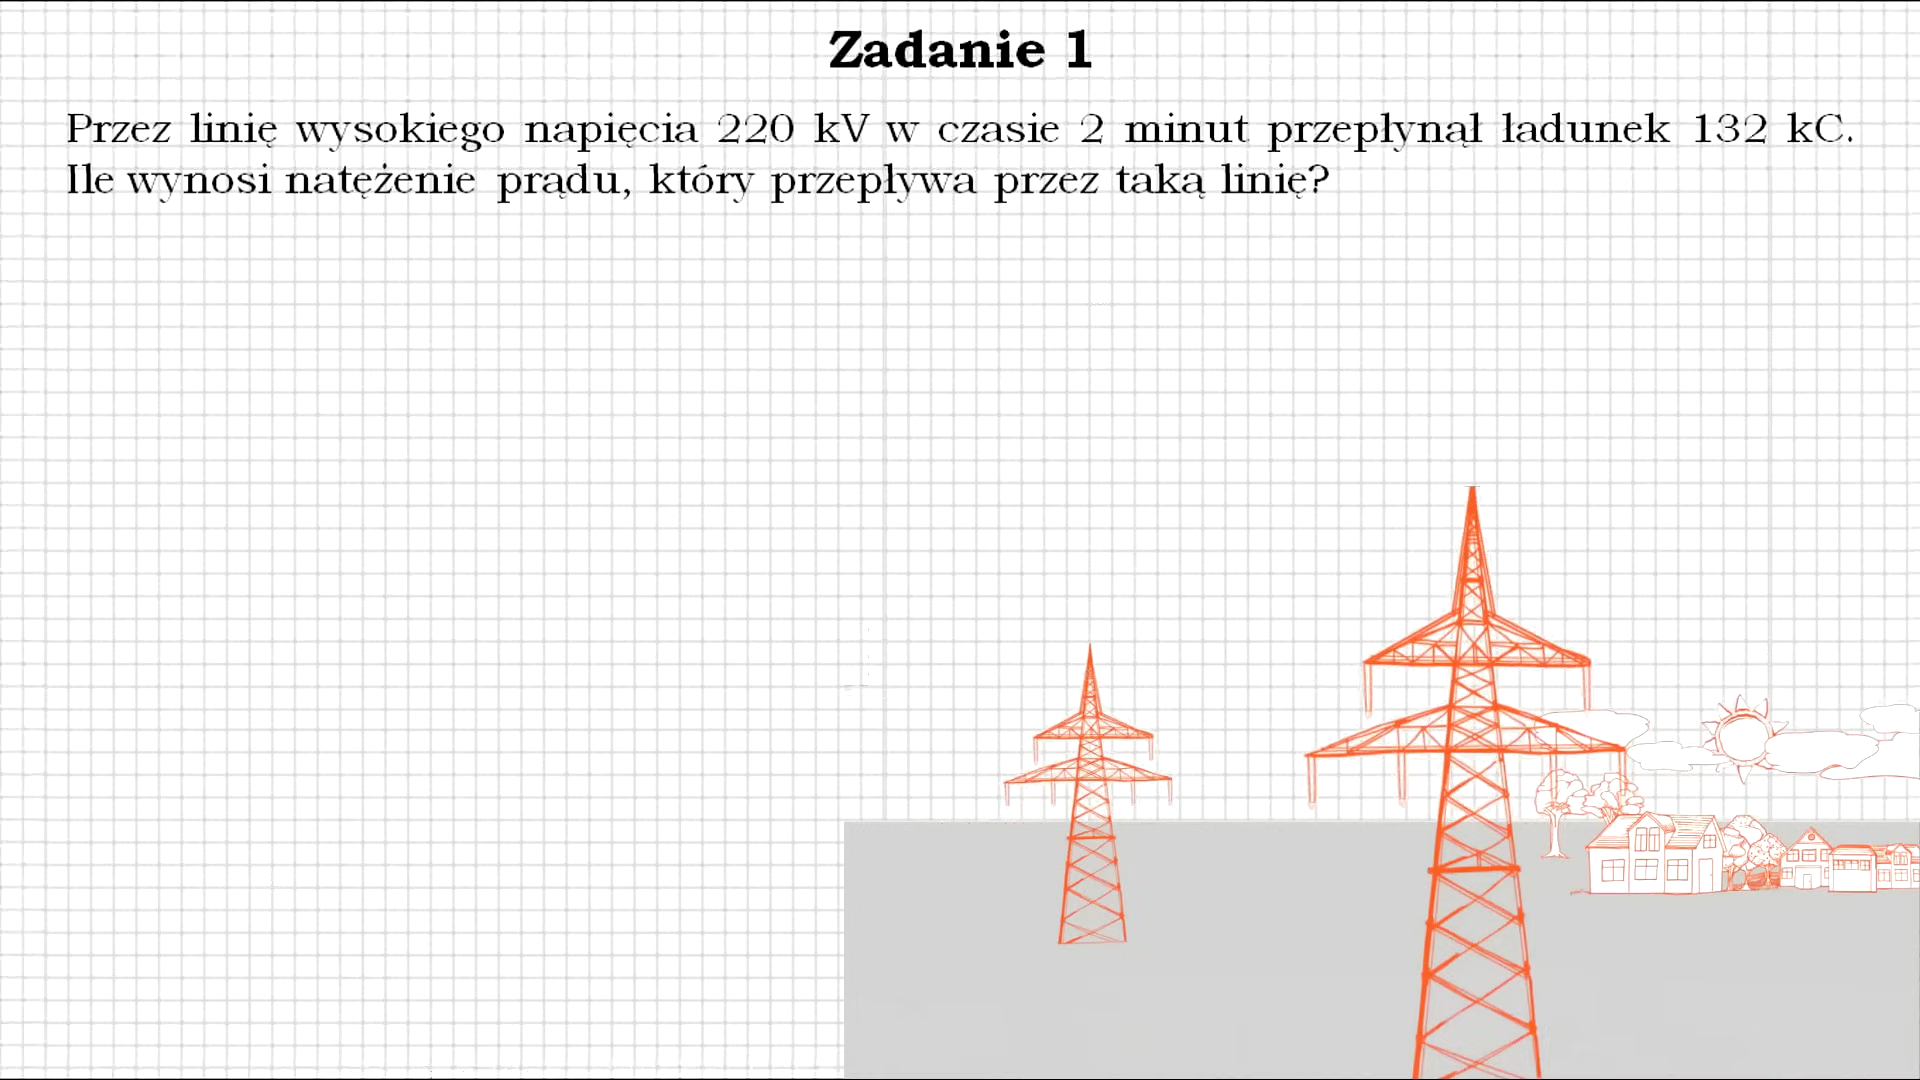 Zadanie 1
Przez linię wysokiego napięcia 220 kV w czasie 2 minut przepłynął ładunek 132 kC.
Ile wynosi natężenie prądu, który przepływa przez taką linię?